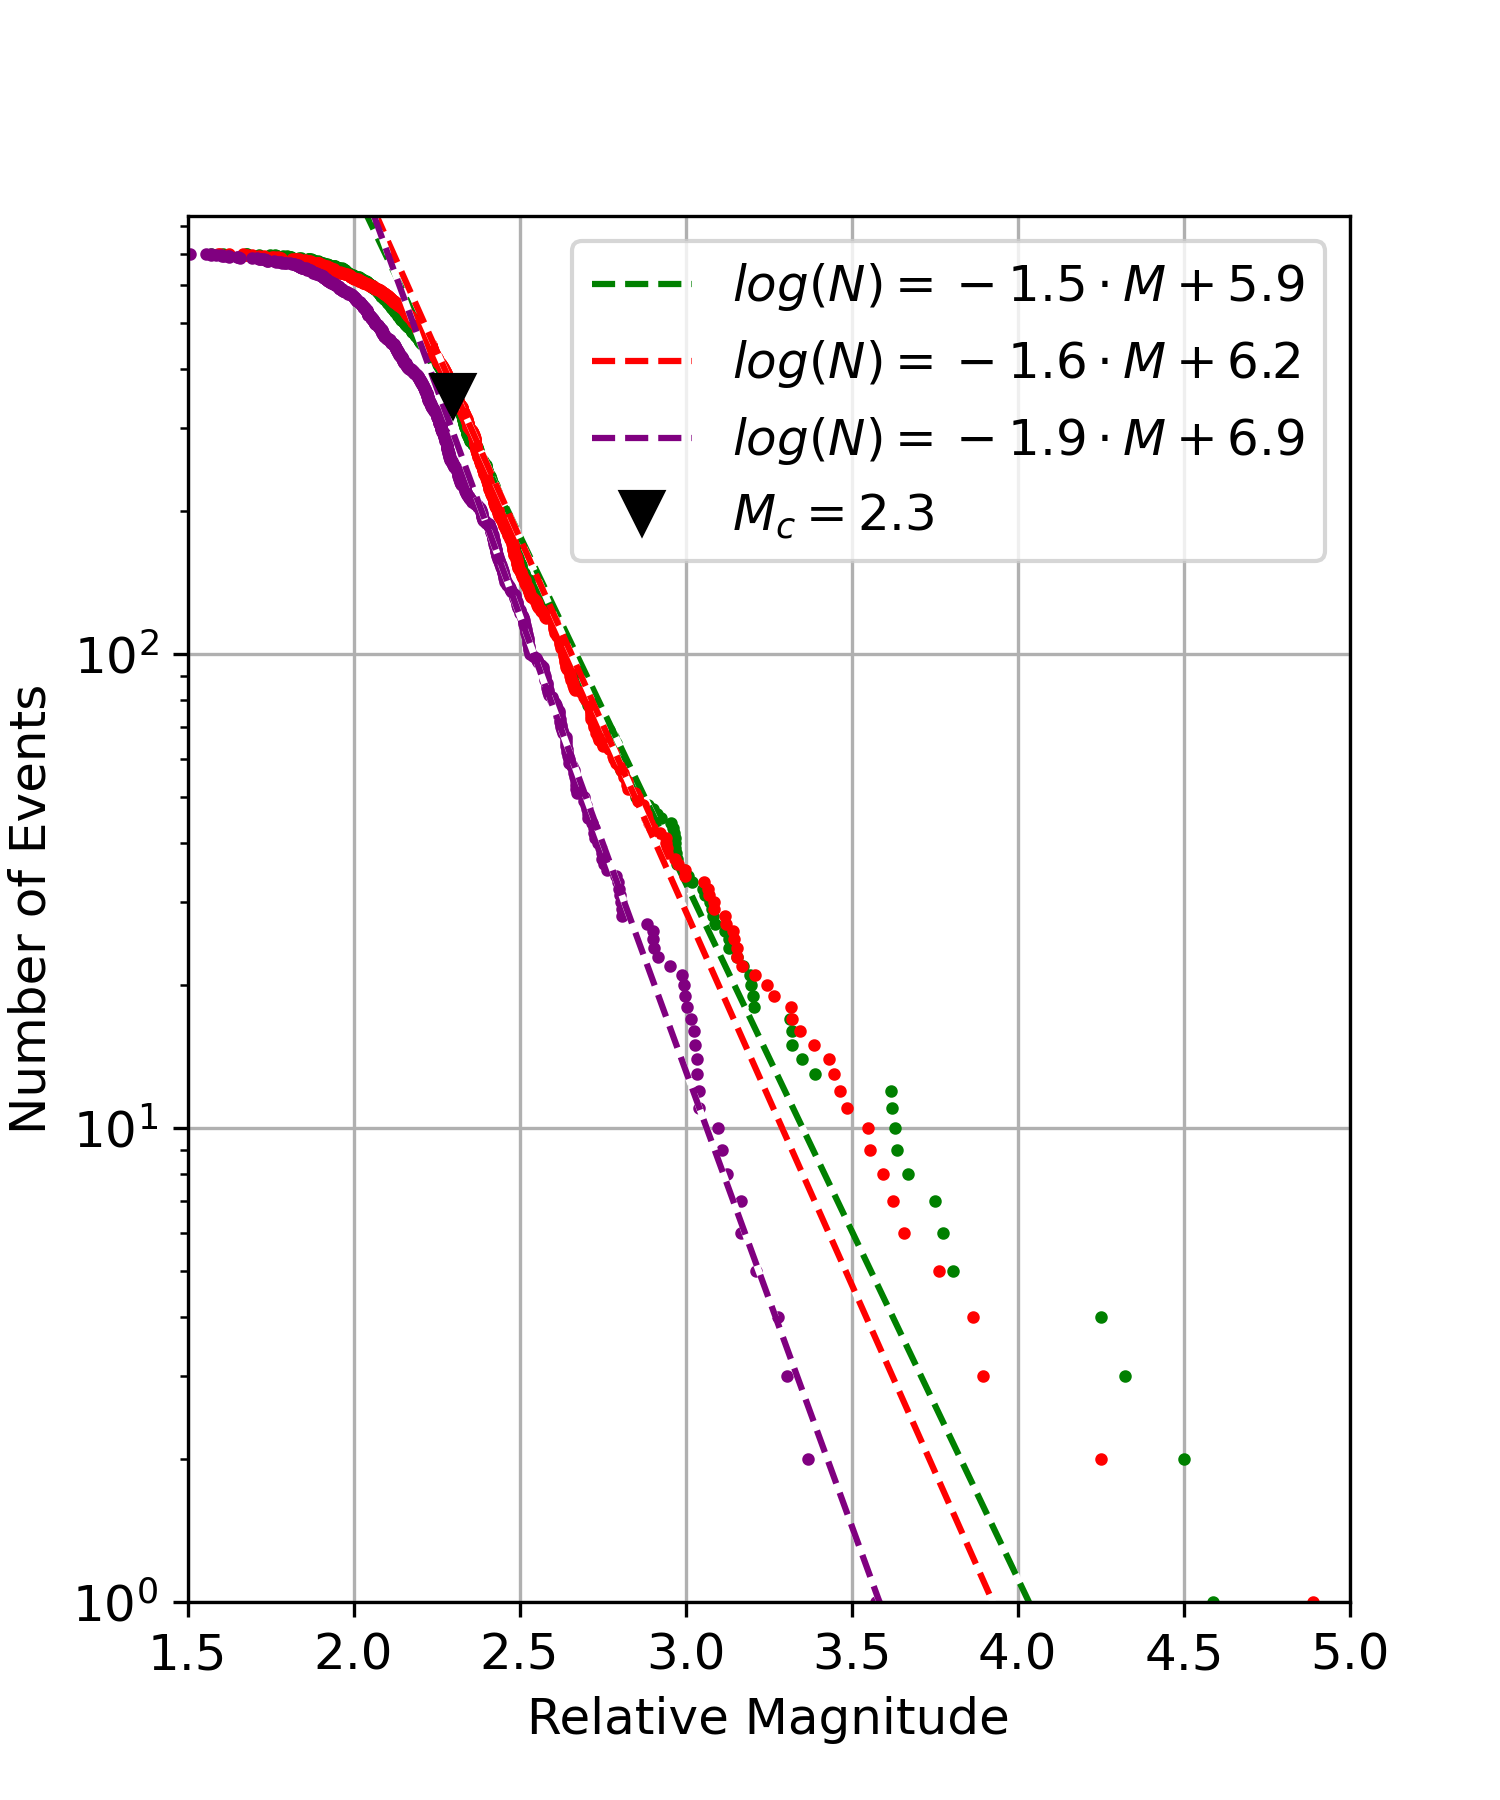 log(N) = −1.5 · M + 5.9
log(N) = −1.6 · M + 6.2
log(N) = −1.9 · M + 6.9
M_c = 2.3
10^2
10^1
10^0
Number of Events
1.5 2.0 2.5 3.0 3.5 4.0 4.5 5.0
Relative Magnitude